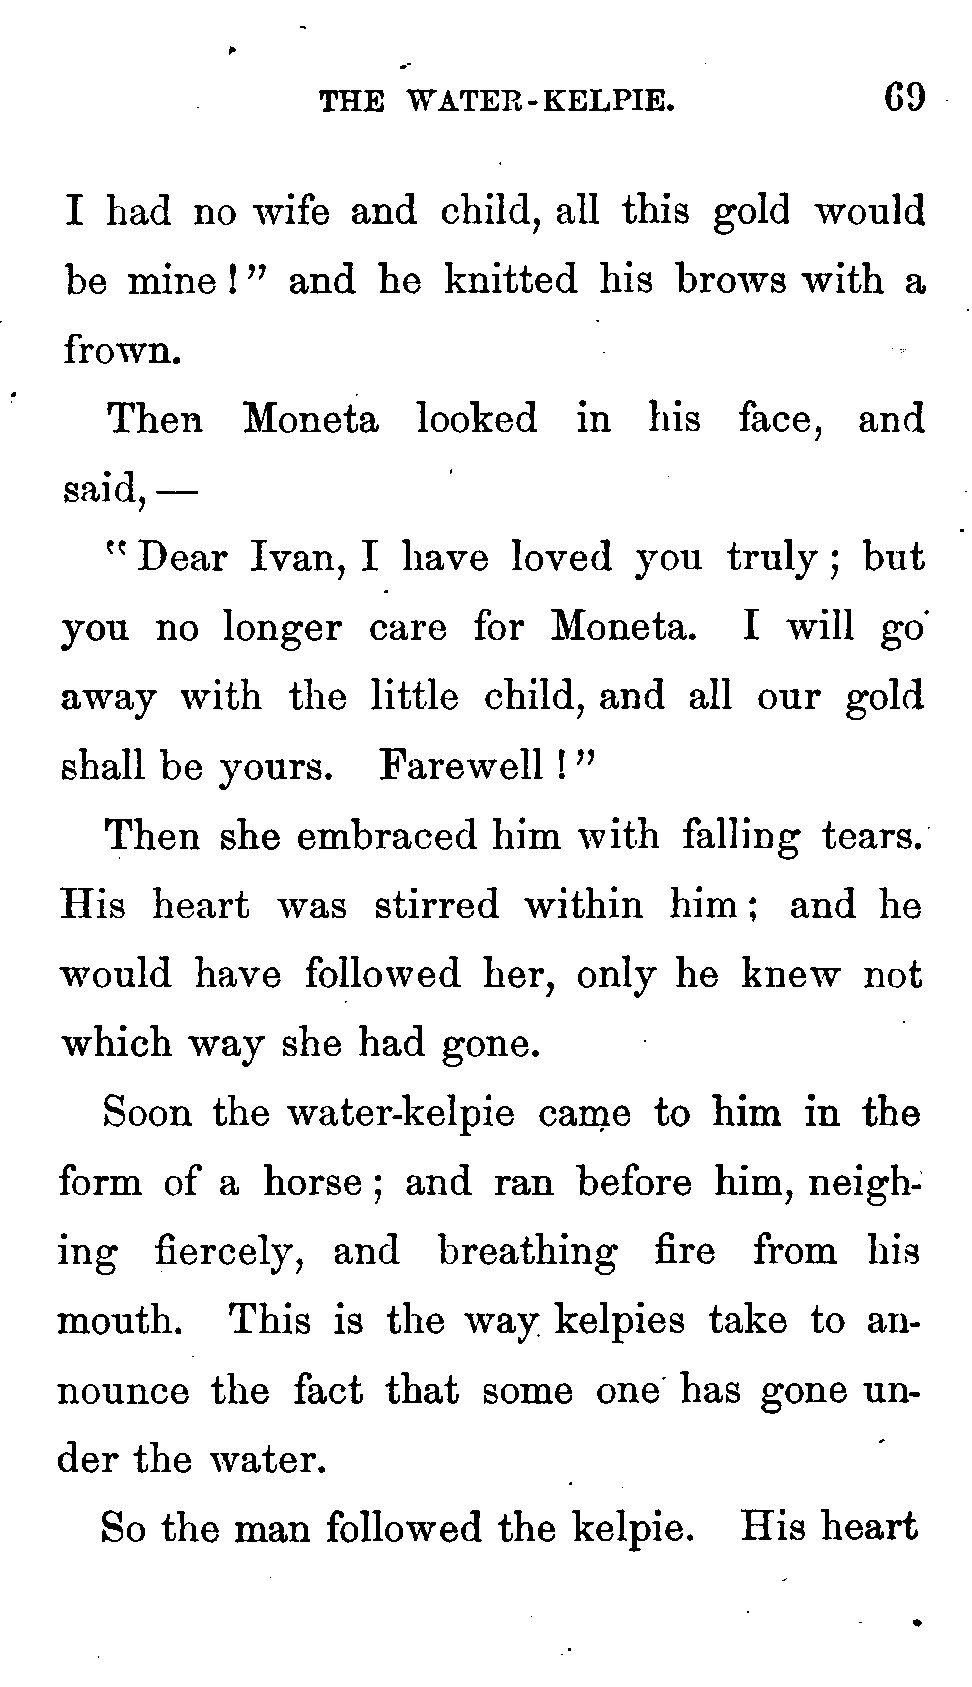 THE WATER-KELPIE. 69
I had no wife and child, all this gold would
be mine!" and he knitted his brows with a
frown.
Then Moneta looked in his face, and
said,—
"Dear Ivan, I have loved you truly; but
you no longer care for Moneta. I will go
away with the little child, and all our gold
shall be yours. Farewell!"
Then she embraced him with falling tears.
His heart was stirred within him; and he
would have followed her, only he knew not
which way she had gone.
Soon the water-kelpie came to him in the
form of a horse; and ran before him, neigh-
ing fiercely, and breathing fire from his
mouth. This is the way kelpies take to an-
nounce the fact that some one has gone un-
der the water.
So the man followed the kelpie. His heart